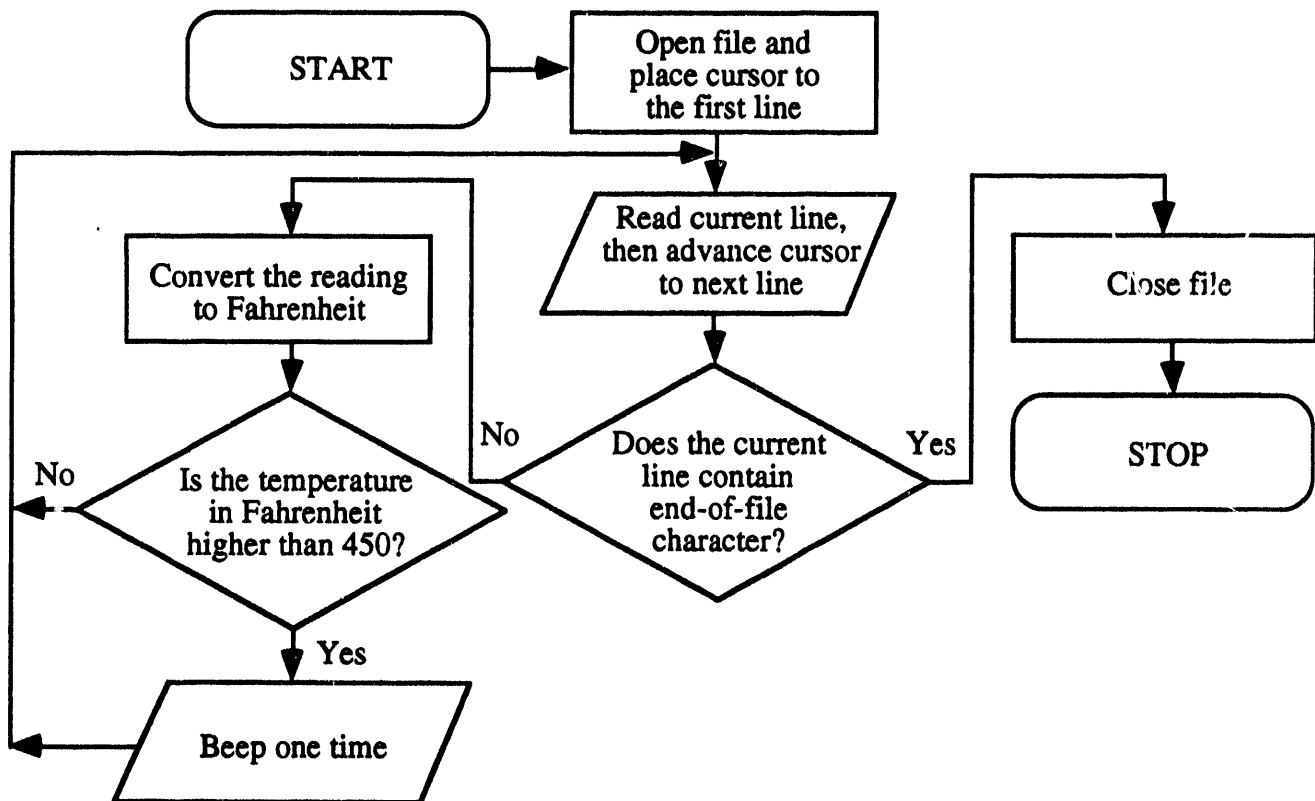 START
Open file and
place cursor to
the first line
Read current line,
then advance cursor
to next line
Does the current
line contain
end-of-file
character?
No
Yes
Convert the reading
to Fahrenheit
Is the temperature
in Fahrenheit
higher than 450?
No
Yes
Beep one time
Close file
STOP